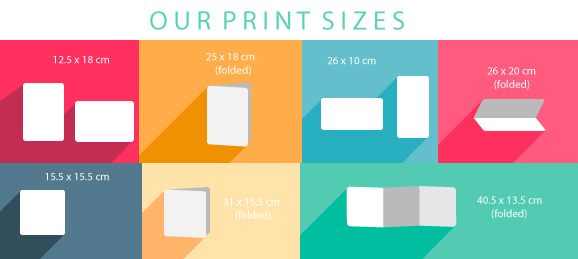 OUR PRINT SIZES
12.5 x 18 cm
25 x 18 cm
(folded)
26 x 10 cm
26 x 20 cm
(folded)
15.5 x 15.5 cm
31 x 15.5 cm
(folded)
40.5 x 13.5 cm
(folded)